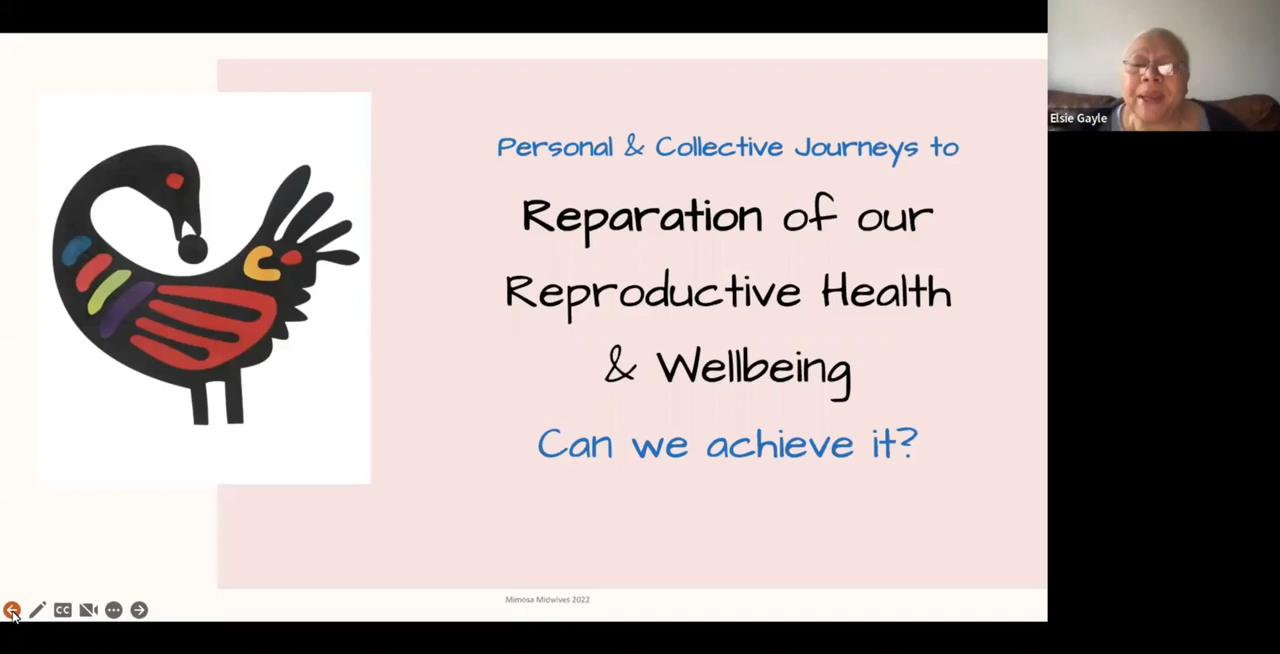 Personal & Collective Journeys to
Reparation of our
Reproductive Health
& Wellbeing
Can we achieve it?
Elsie Gayle
Mimosa Midwives 2022
CC